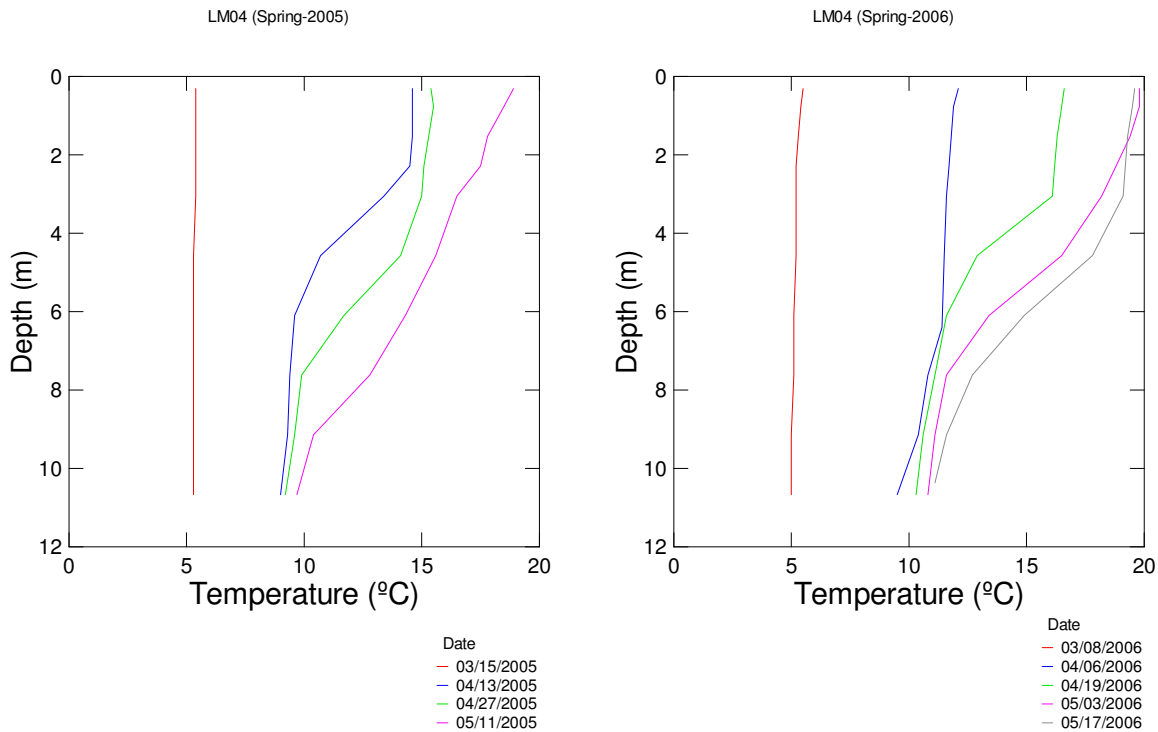 LM04 (Spring-2005)
0
2
4
6
8
10
12
Depth (m)
0 5 10 15 20
Temperature (ºC)
Date
03/15/2005
04/13/2005
04/27/2005
05/11/2005
LM04 (Spring-2006)
0
2
4
6
8
10
12
Depth (m)
0 5 10 15 20
Temperature (ºC)
Date
03/08/2006
04/06/2006
04/19/2006
05/03/2006
05/17/2006